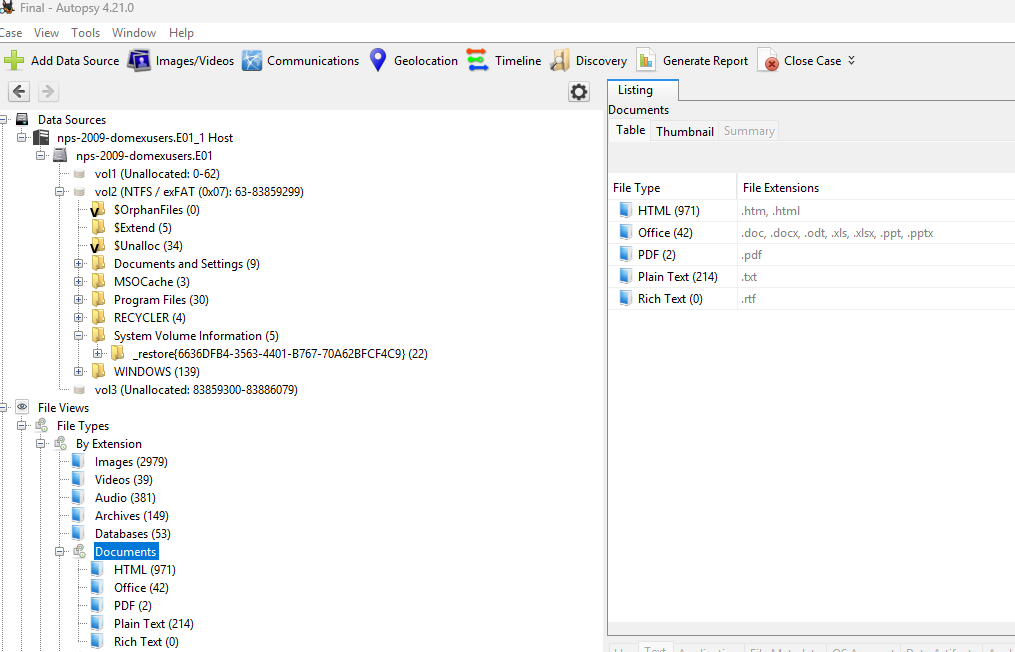 Final - Autopsy 4.21.0
Case View Tools Window Help
Add Data Source Images/Videos Communications Geolocation Timeline Discovery Generate Report Close Case
Data Sources
nps-2009-domexusers.E01_1 Host
nps-2009-domexusers.E01
vol1 (Unallocated: 0-62)
vol2 (NTFS / exFAT (0x07): 63-83859299)
$OrphanFiles (0)
$Extend (5)
$Unalloc (34)
Documents and Settings (9)
MSOCache (3)
Program Files (30)
RECYCLER (4)
System Volume Information (5)
_restore{6636DFB4-3563-4401-B767-70A62BFCF4C9} (22)
WINDOWS (139)
vol3 (Unallocated: 83859300-83886079)
File Views
File Types
By Extension
Images (2979)
Videos (39)
Audio (381)
Archives (149)
Databases (53)
Documents
HTML (971)
Office (42)
PDF (2)
Plain Text (214)
Rich Text (0)
Listing
Documents
Table Thumbnail Summary
File Type File Extensions
HTML (971) .htm, .html
Office (42) .doc, .docx, .odt, .xls, .xlsx, .ppt, .pptx
PDF (2) .pdf
Plain Text (214) .txt
Rich Text (0) .rtf